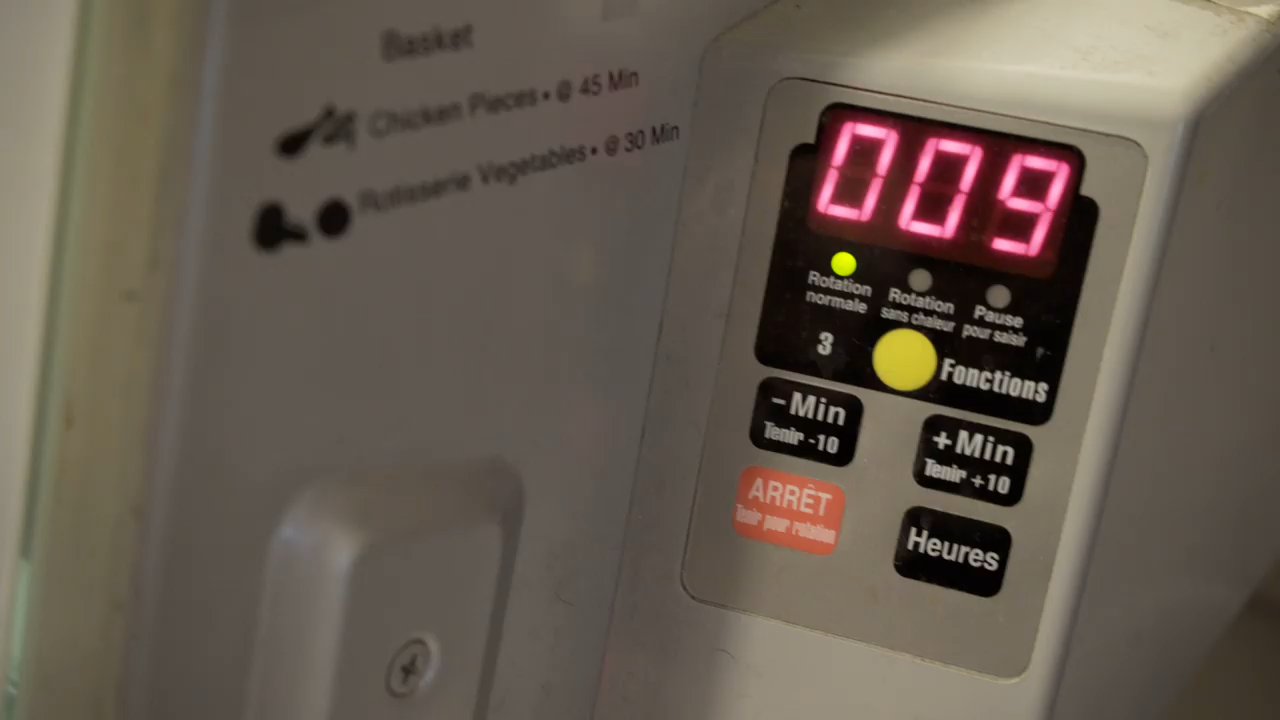 Basket
Chicken Pieces • @ 45 Min
Rotisserie Vegetables • @ 30 Min
009
Rotation
normale
Rotation
sans chaleur
Pause
pour saisir
3
Fonctions
-Min
Tenir -10
+Min
Tenir +10
ARRÊT
Tenir pour rotation
Heures